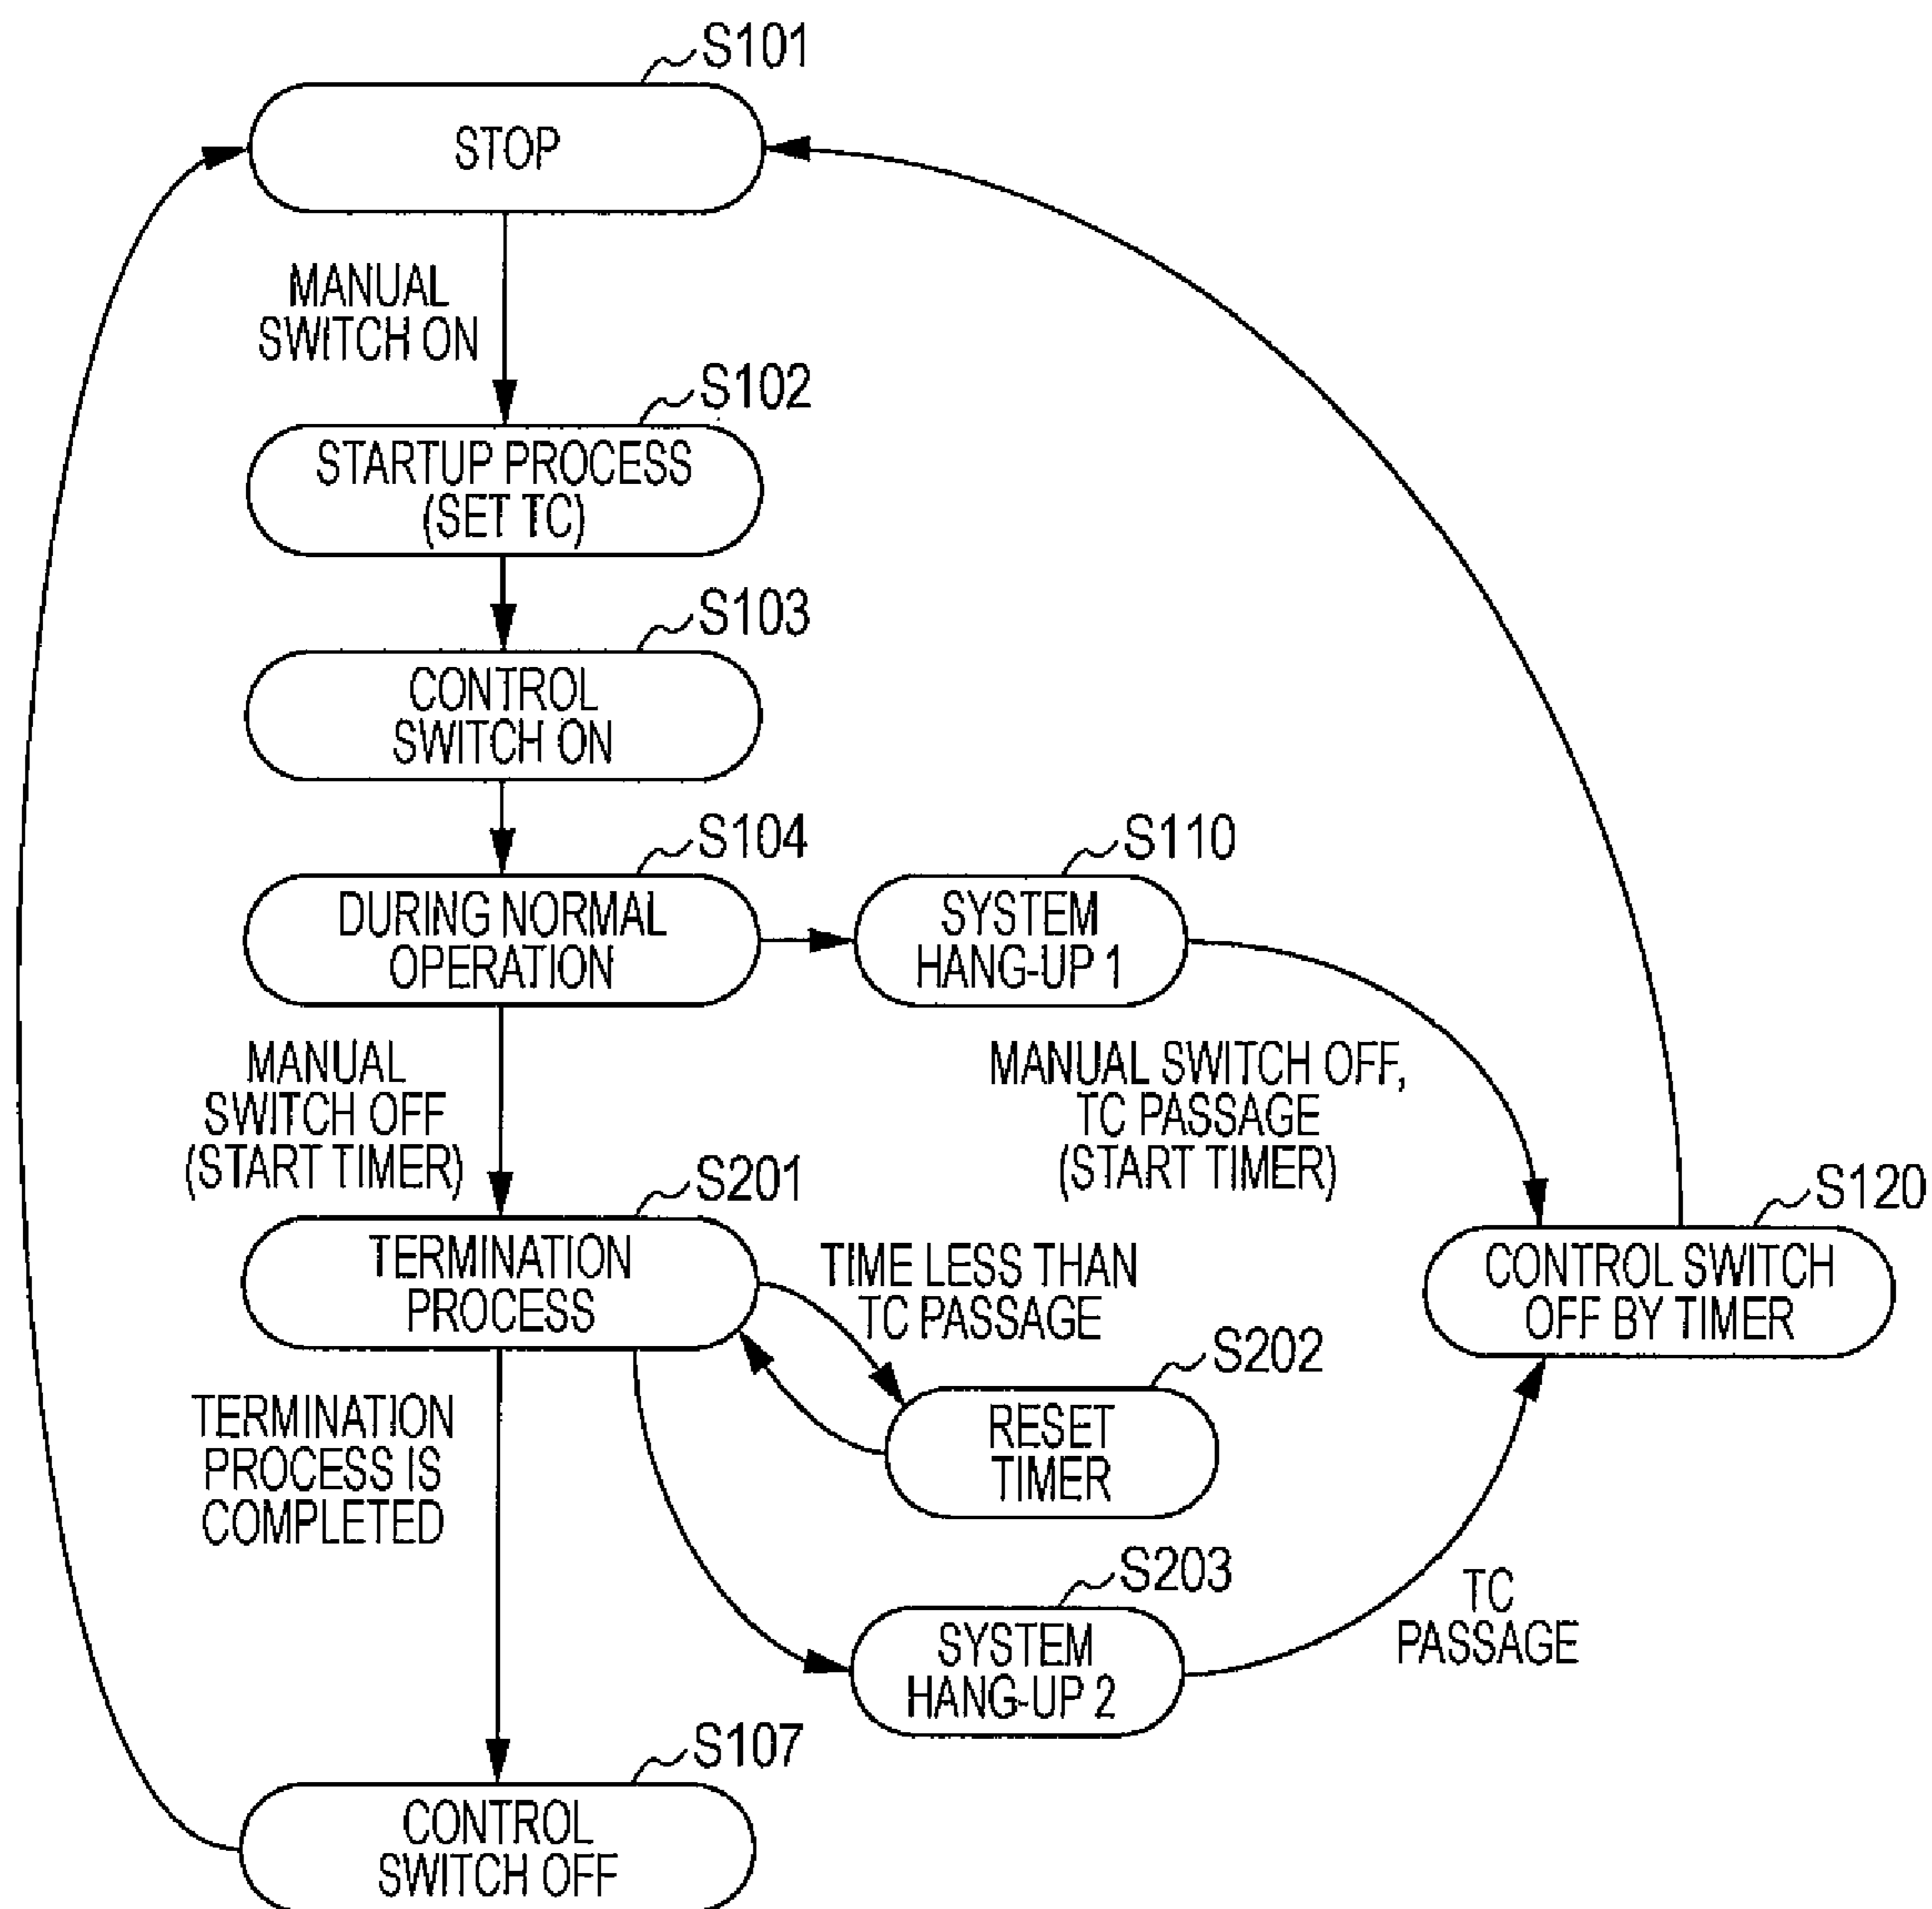 S101
STOP
MANUAL
SWITCH ON
S102
STARTUP PROCESS
(SET TC)
S103
CONTROL
SWITCH ON
S104
DURING NORMAL
OPERATION
S110
SYSTEM
HANG-UP 1
MANUAL
SWITCH OFF
(START TIMER)
MANUAL SWITCH OFF,
TC PASSAGE
(START TIMER)
S201
TERMINATION
PROCESS
TIME LESS THAN
TC PASSAGE
S120
CONTROL SWITCH
OFF BY TIMER
S202
RESET
TIMER
TERMINATION
PROCESS IS
COMPLETED
S203
SYSTEM
HANG-UP 2
TC
PASSAGE
S107
CONTROL
SWITCH OFF